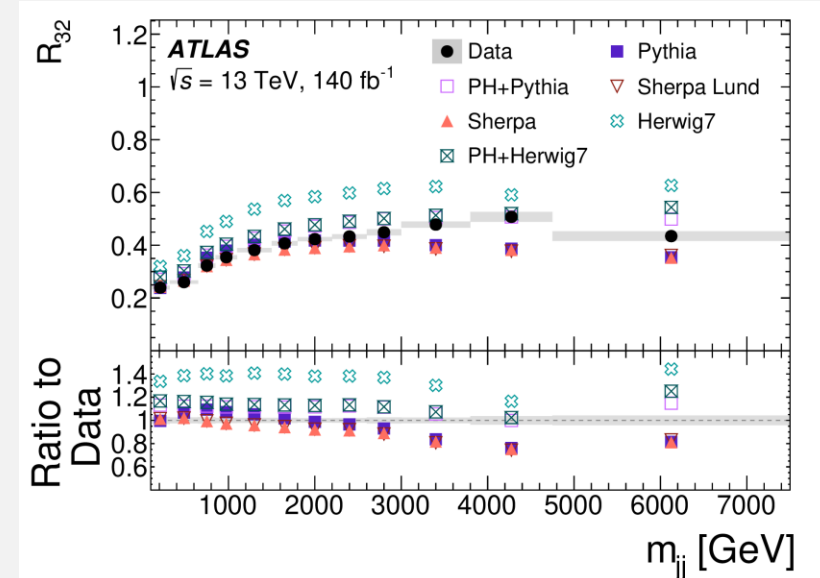 R32
1.2
1
0.8
0.6
0.4
0.2
ATLAS
√s = 13 TeV, 140 fb-1
Data
Pythia
PH+Pythia
Sherpa Lund
Sherpa
Herwig7
PH+Herwig7
Ratio to
Data
1.4
1.2
1
0.8
0.6
1000 2000 3000 4000 5000 6000 7000
mjj [GeV]